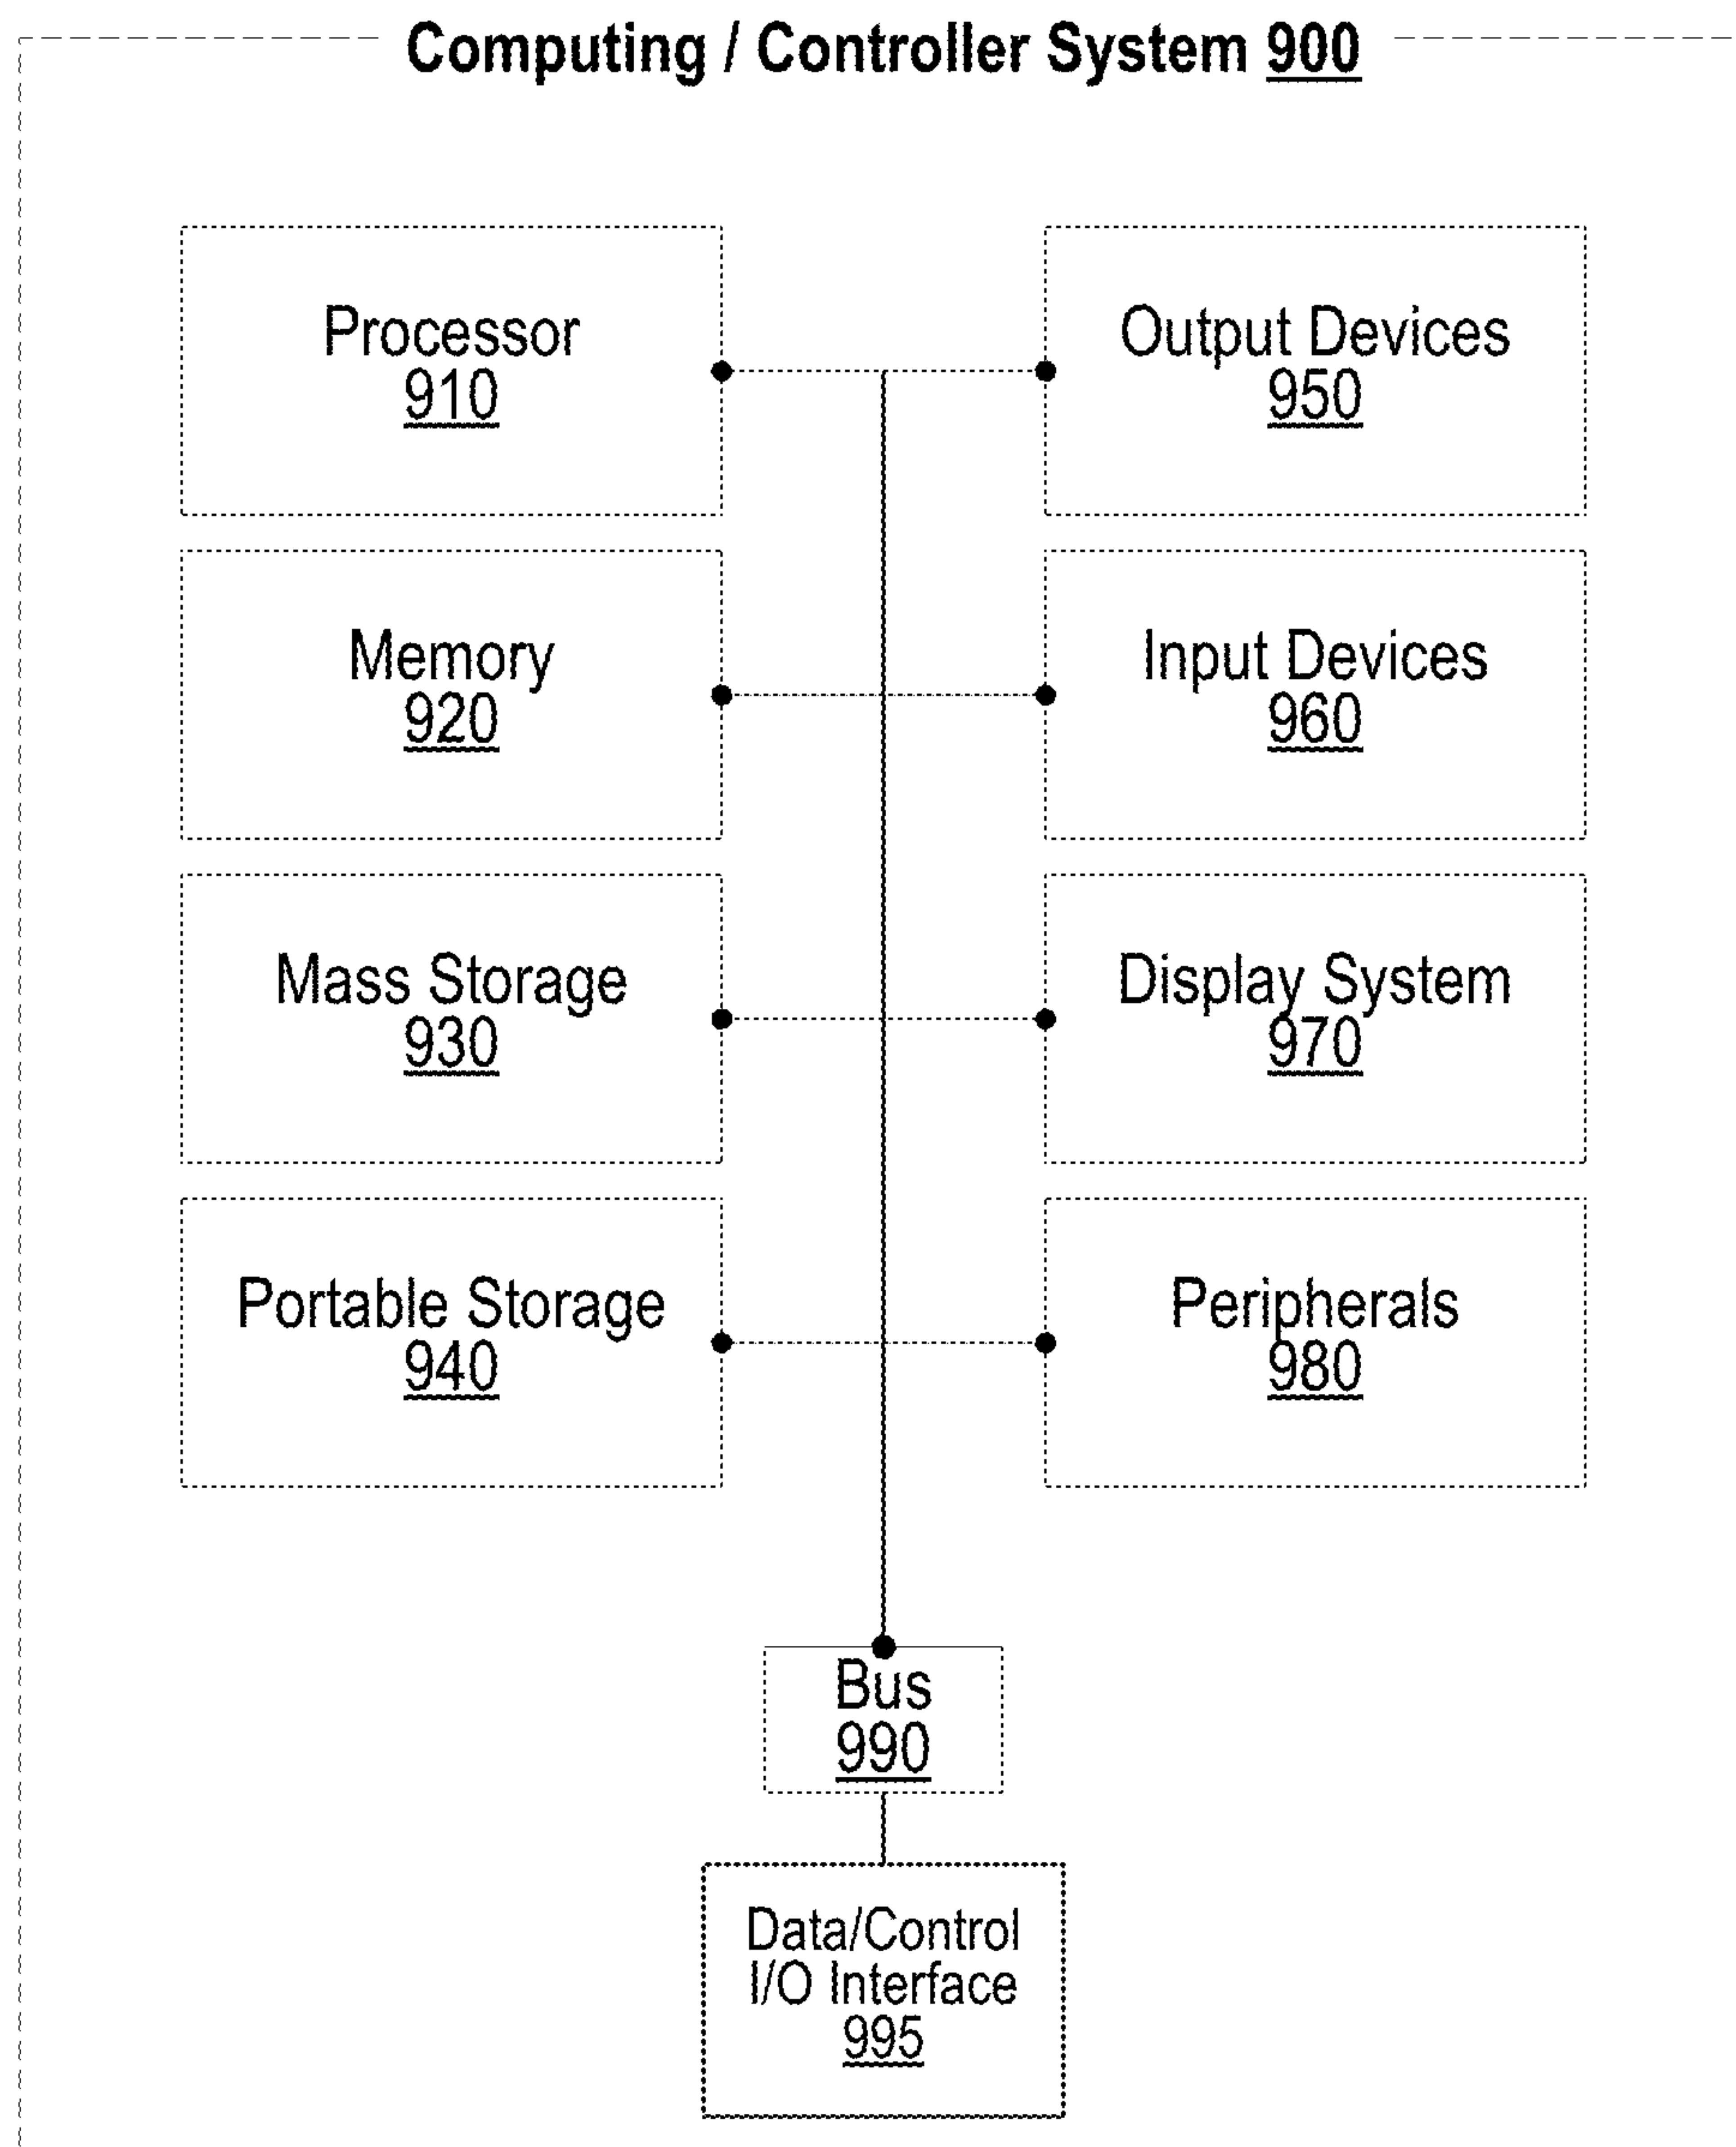 Computing / Controller System 900
Processor
910
Output Devices
950
Memory
920
Input Devices
960
Mass Storage
930
Display System
970
Portable Storage
940
Peripherals
980
Bus
990
Data/Control
I/O Interface
995